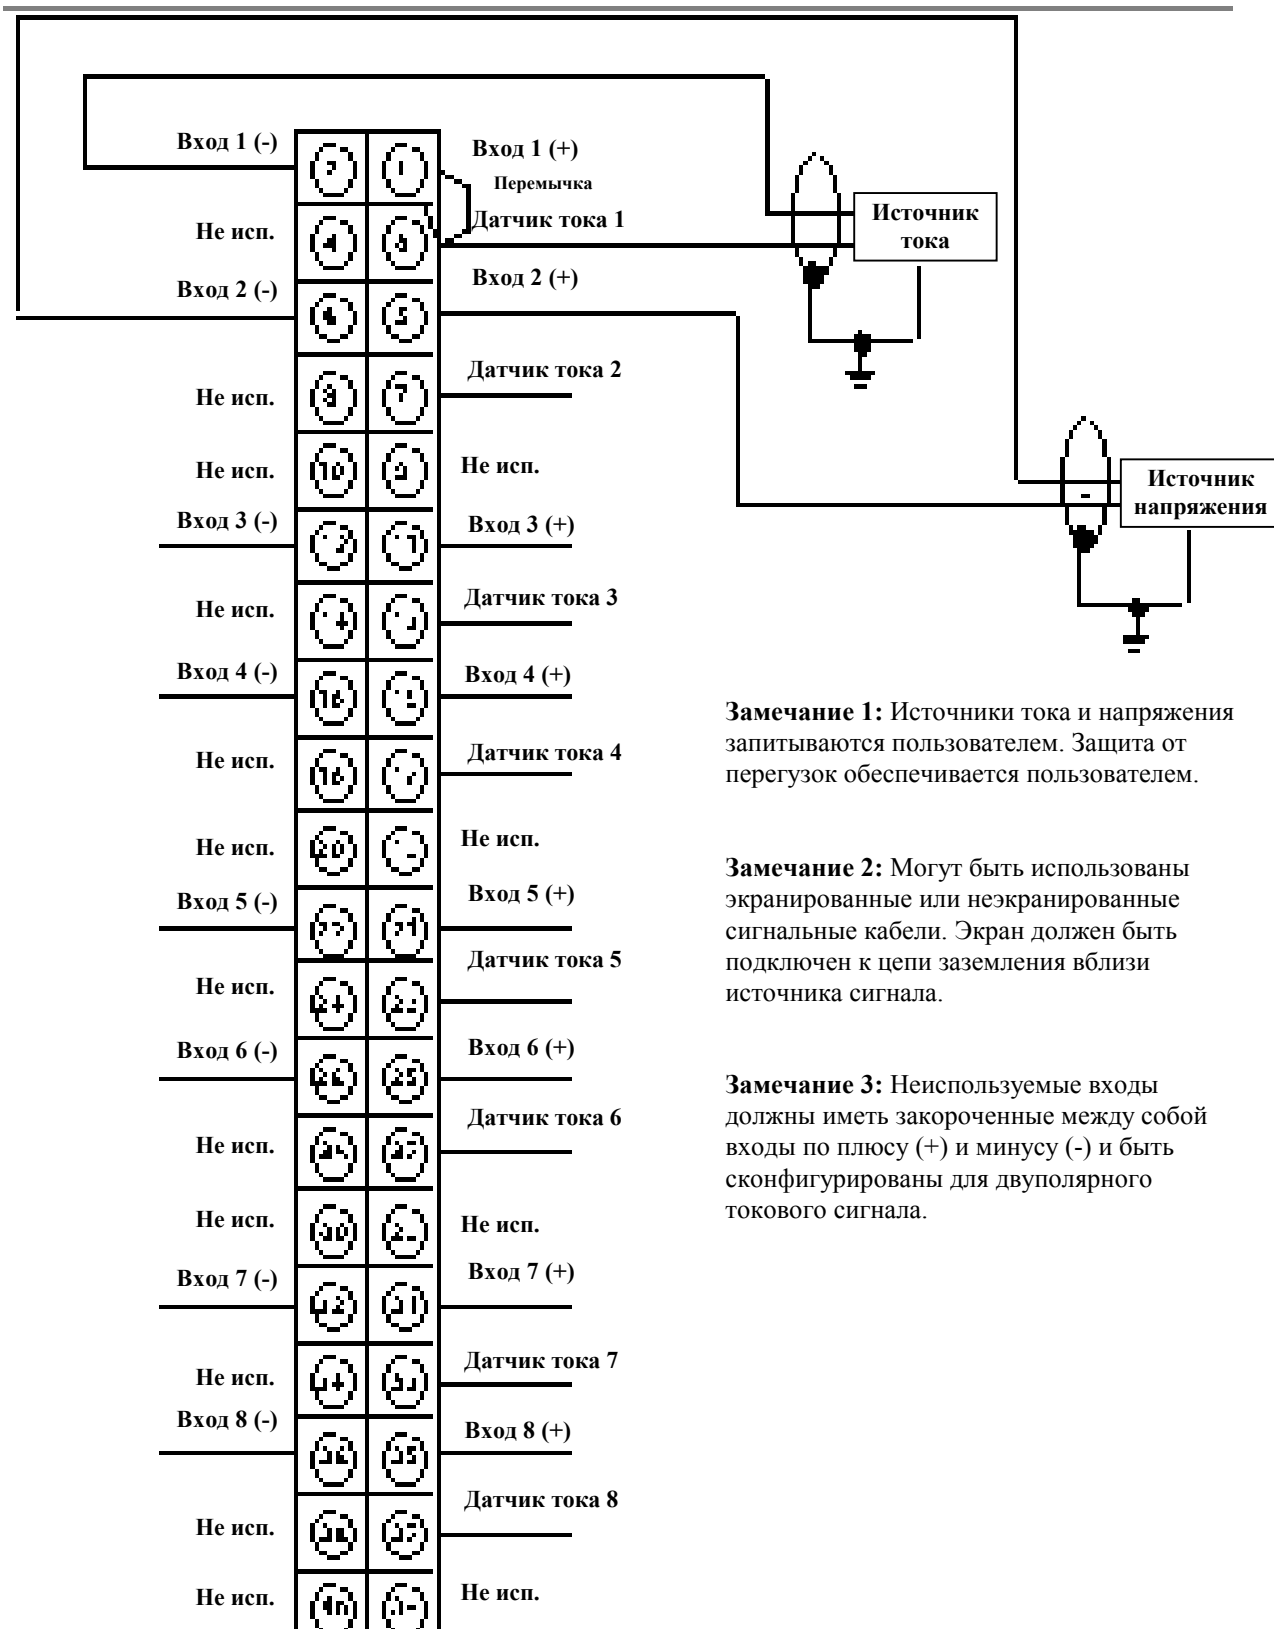 Вход 1 (-)
Вход 1 (+)
Перемычка
Датчик тока 1
Источник
тока
Не исп.
Вход 2 (-)
Вход 2 (+)
Датчик тока 2
Не исп.
Не исп.
Не исп.
Источник
напряжения
Вход 3 (-)
Вход 3 (+)
Не исп.
Датчик тока 3
Вход 4 (-)
Вход 4 (+)
Не исп.
Датчик тока 4
Не исп.
Не исп.
Вход 5 (-)
Вход 5 (+)
Не исп.
Датчик тока 5
Вход 6 (-)
Вход 6 (+)
Не исп.
Датчик тока 6
Не исп.
Не исп.
Вход 7 (-)
Вход 7 (+)
Не исп.
Датчик тока 7
Вход 8 (-)
Вход 8 (+)
Не исп.
Датчик тока 8
Не исп.
Не исп.
Замечание 1: Источники тока и напряжения
запитываются пользователем. Защита от
перегузок обеспечивается пользователем.
Замечание 2: Могут быть использованы
экранированные или неэкранированные
сигнальные кабели. Экран должен быть
подключен к цепи заземления вблизи
источника сигнала.
Замечание 3: Неиспользуемые входы
должны иметь закороченные между собой
входы по плюсу (+) и минусу (-) и быть
сконфигурированы для двуполярного
токового сигнала.